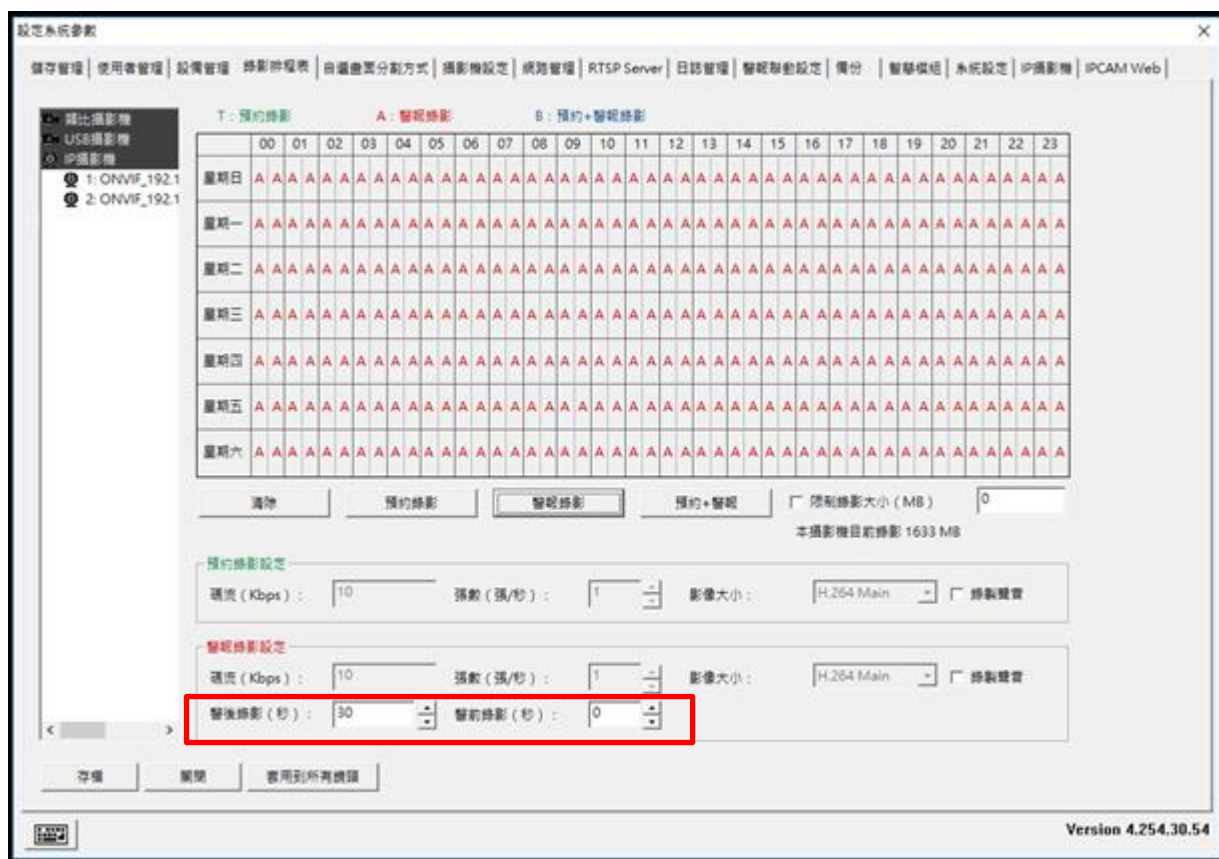 設定系統參數
儲存管理 使用者管理 設備管理 錄影排程表 自選畫面分割方式 攝影機設定 網路管理 RTSP Server 日誌管理 警報聯動設定 備份 智慧模組 系統設定 IP攝影機 IPCAM Web
類比攝影機
USB攝影機
IP攝影機
1: ONVIF_192.1
2: ONVIF_192.1
T : 預約錄影 A : 警報錄影 B : 預約+警報錄影
00 01 02 03 04 05 06 07 08 09 10 11 12 13 14 15 16 17 18 19 20 21 22 23
星期日 A A A A A A A A A A A A A A A A A A A A A A A A A A A A A A A A A A A A A A A A A A A A A A A A
星期一 A A A A A A A A A A A A A A A A A A A A A A A A A A A A A A A A A A A A A A A A A A A A A A A A
星期二 A A A A A A A A A A A A A A A A A A A A A A A A A A A A A A A A A A A A A A A A A A A A A A A A
星期三 A A A A A A A A A A A A A A A A A A A A A A A A A A A A A A A A A A A A A A A A A A A A A A A A
星期四 A A A A A A A A A A A A A A A A A A A A A A A A A A A A A A A A A A A A A A A A A A A A A A A A
星期五 A A A A A A A A A A A A A A A A A A A A A A A A A A A A A A A A A A A A A A A A A A A A A A A A
星期六 A A A A A A A A A A A A A A A A A A A A A A A A A A A A A A A A A A A A A A A A A A A A A A A A
清除 預約錄影 警報錄影 預約+警報 限制錄影大小 ( MB ) 0
本攝影機目前錄影 1633 MB
預約錄影設定
碼流 ( Kbps ) : 10 張數 ( 張/秒 ) : 1 影像大小 : H.264 Main 錄製聲音
警報錄影設定
碼流 ( Kbps ) : 10 張數 ( 張/秒 ) : 1 影像大小 : H.264 Main 錄製聲音
警後錄影 ( 秒 ) : 30 警前錄影 ( 秒 ) : 0
存檔 關閉 套用到所有鏡頭
Version 4.254.30.54